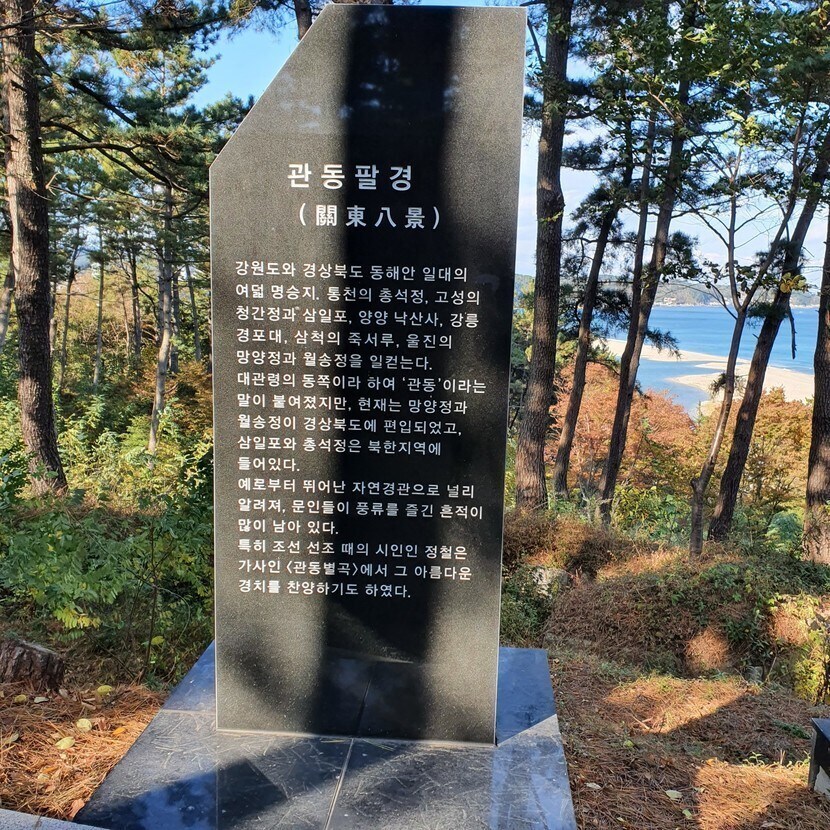 관동팔경
(關東八景)
강원도와 경상북도 동해안 일대의
여덟 명승지. 통천의 총석정, 고성의
청간정과 삼일포, 양양 낙산사, 강릉
경포대, 삼척의 죽서루, 울진의
망양정과 월송정을 일컫는다.
대관령의 동쪽이라 하여 '관동'이라는
말이 붙여졌지만, 현재는 망양정과
월송정이 경상북도에 편입되었고,
삼일포와 총석정은 북한지역에
들어있다.
예로부터 뛰어난 자연경관으로 널리
알려져, 문인들이 풍류를 즐긴 흔적이
많이 남아 있다.
특히 조선 선조 때의 시인인 정철은
가사인 <관동별곡>에서 그 아름다운
경치를 찬양하기도 하였다.